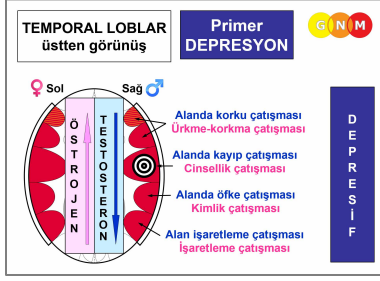 TEMPORAL LOBLAR
üstten görünüş
Primer
DEPRESYON
GNM
Sol
Sağ
ÖSTROJEN
TESTOSTERON
Alanda korku çatışması
Ürkme-korkma çatışması
Alanda kayıp çatışması
Cinsellik çatışması
Alanda öfke çatışması
Kimlik çatışması
Alan işaretleme çatışması
İşaretleme çatışması
DEPRESİF